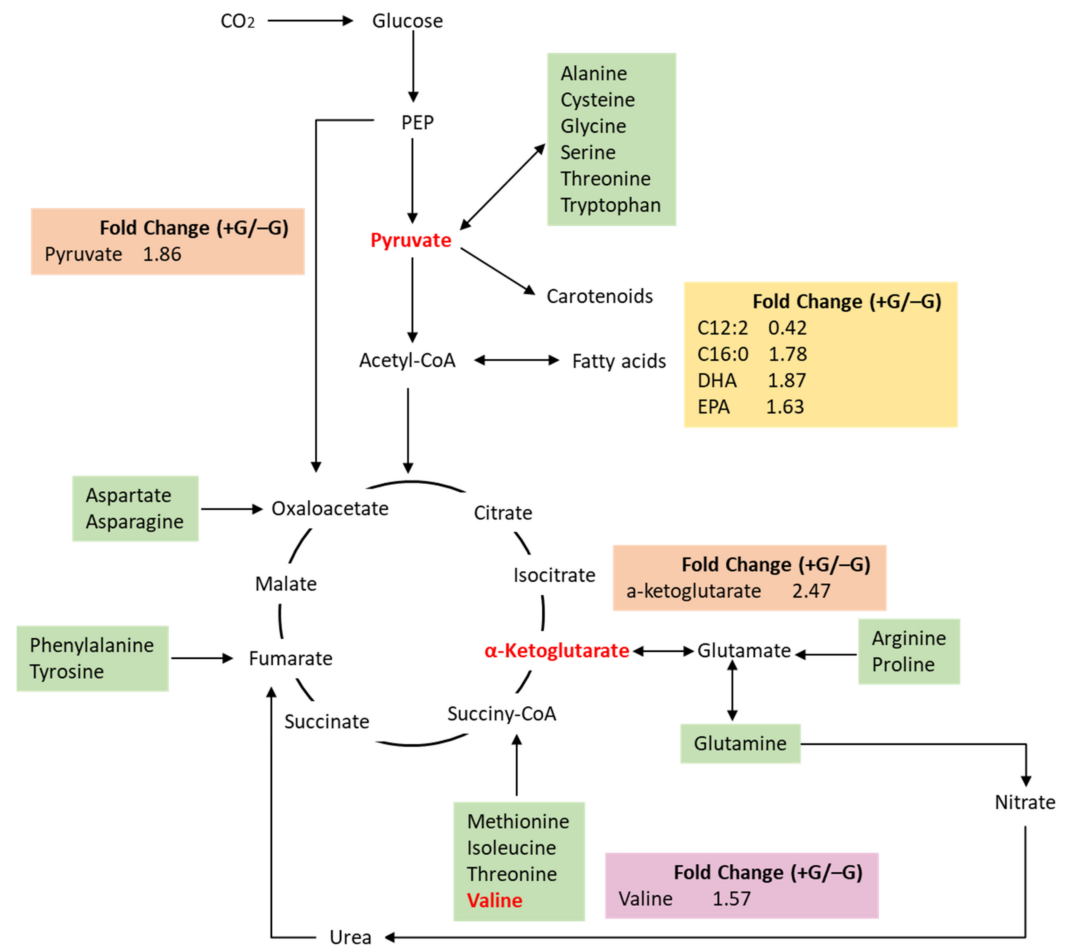 CO2
Glucose
PEP
Alanine
Cysteine
Glycine
Serine
Threonine
Tryptophan
Fold Change (+G/–G)
Pyruvate 1.86
Pyruvate
Carotenoids
Acetyl-CoA
Fatty acids
Fold Change (+G/–G)
C12:2 0.42
C16:0 1.78
DHA 1.87
EPA 1.63
Aspartate
Asparagine
Oxaloacetate
Citrate
Malate
Isocitrate
Fold Change (+G/–G)
a-ketoglutarate 2.47
Phenylalanine
Tyrosine
Fumarate
α-Ketoglutarate
Glutamate
Arginine
Proline
Succinate
Succiny-CoA
Glutamine
Nitrate
Methionine
Isoleucine
Threonine
Valine
Fold Change (+G/–G)
Valine 1.57
Urea